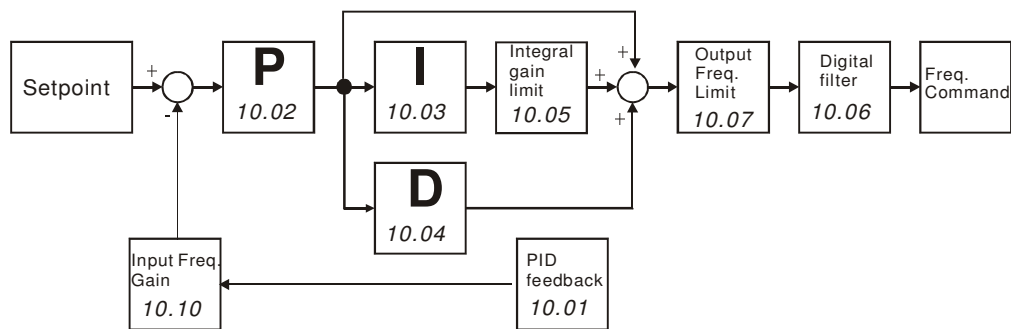 Setpoint
+
-
P
10.02
I
10.03
Integral
gain
limit
10.05
+
+
+
Output
Freq.
Limit
10.07
Digital
filter
10.06
Freq.
Command
D
10.04
Input Freq.
Gain
10.10
PID
feedback
10.01